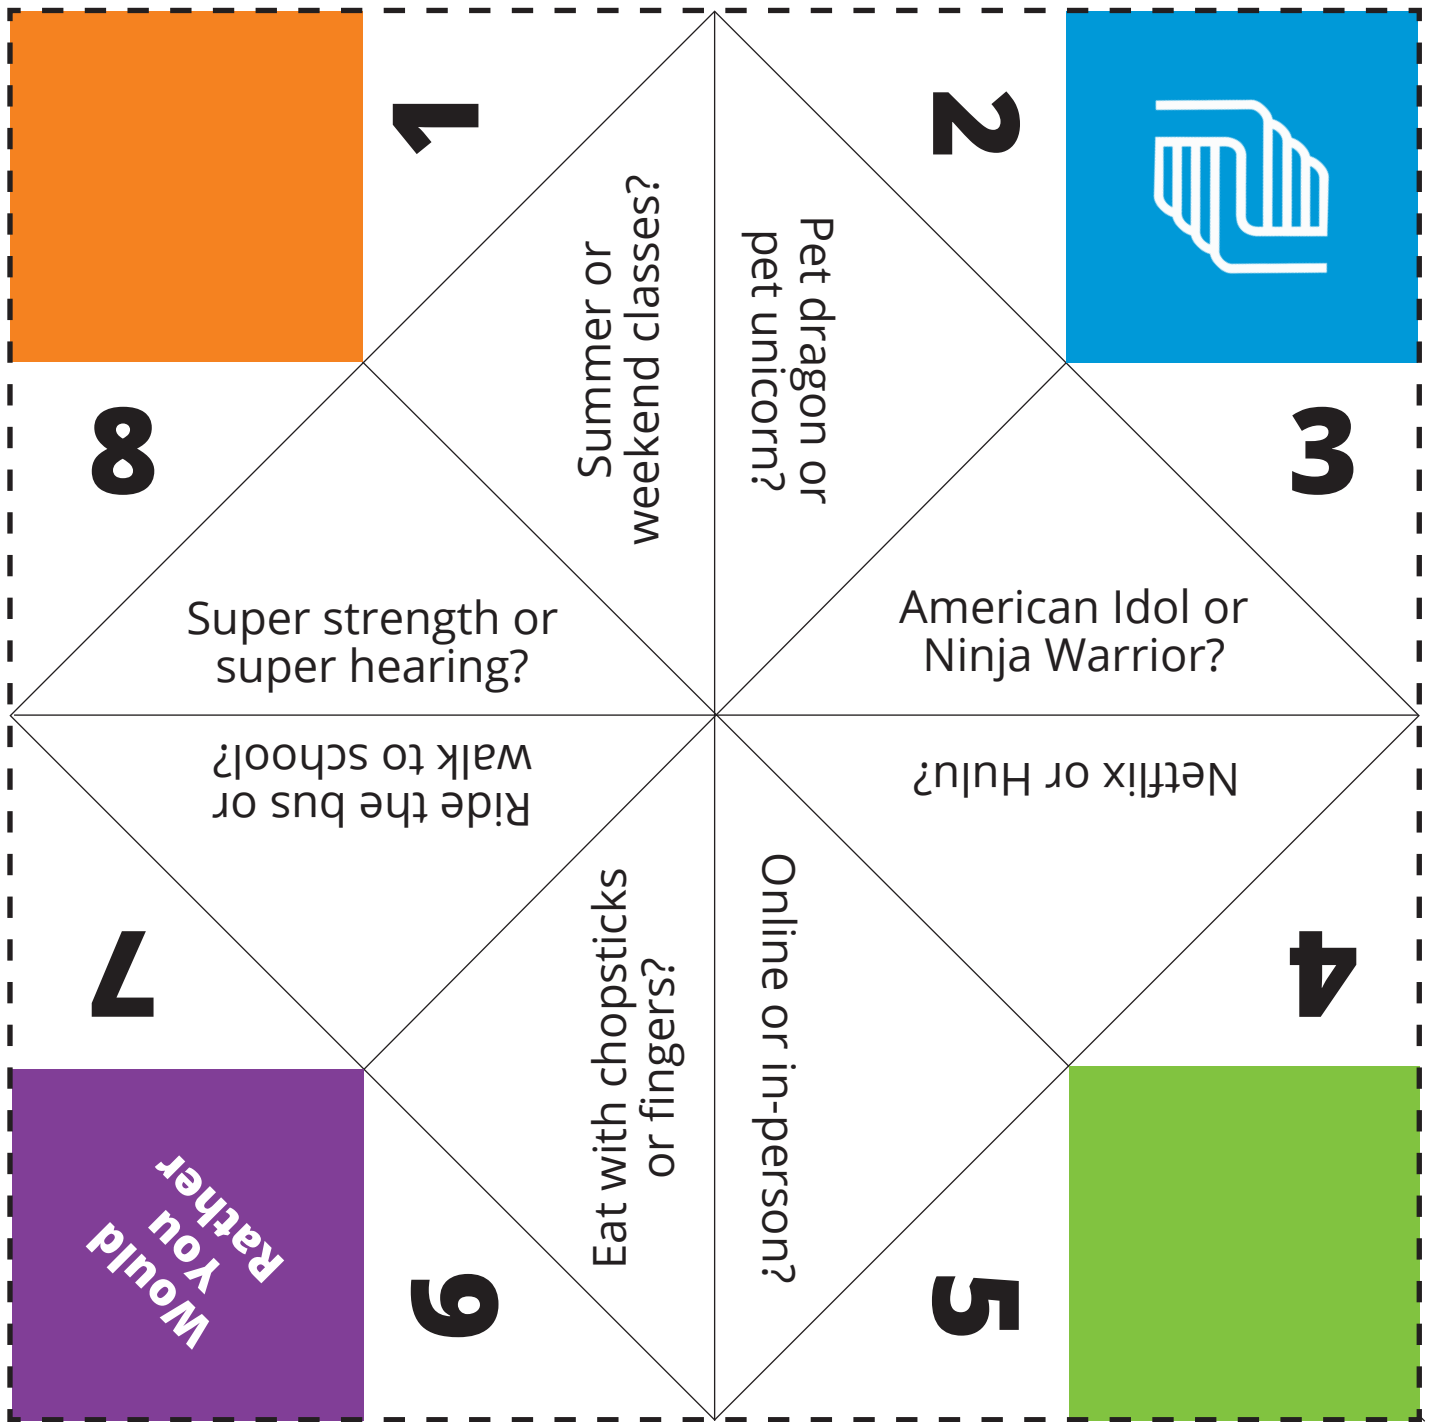 1
Summer or
weekend classes?
2
Pet dragon or
pet unicorn?
3
American Idol or
Ninja Warrior?
4
Netflix or Hulu?
5
Online or in-person?
6
Eat with chopsticks
or fingers?
7
Ride the bus or
walk to school?
8
Super strength or
super hearing?
Would
You
Rather